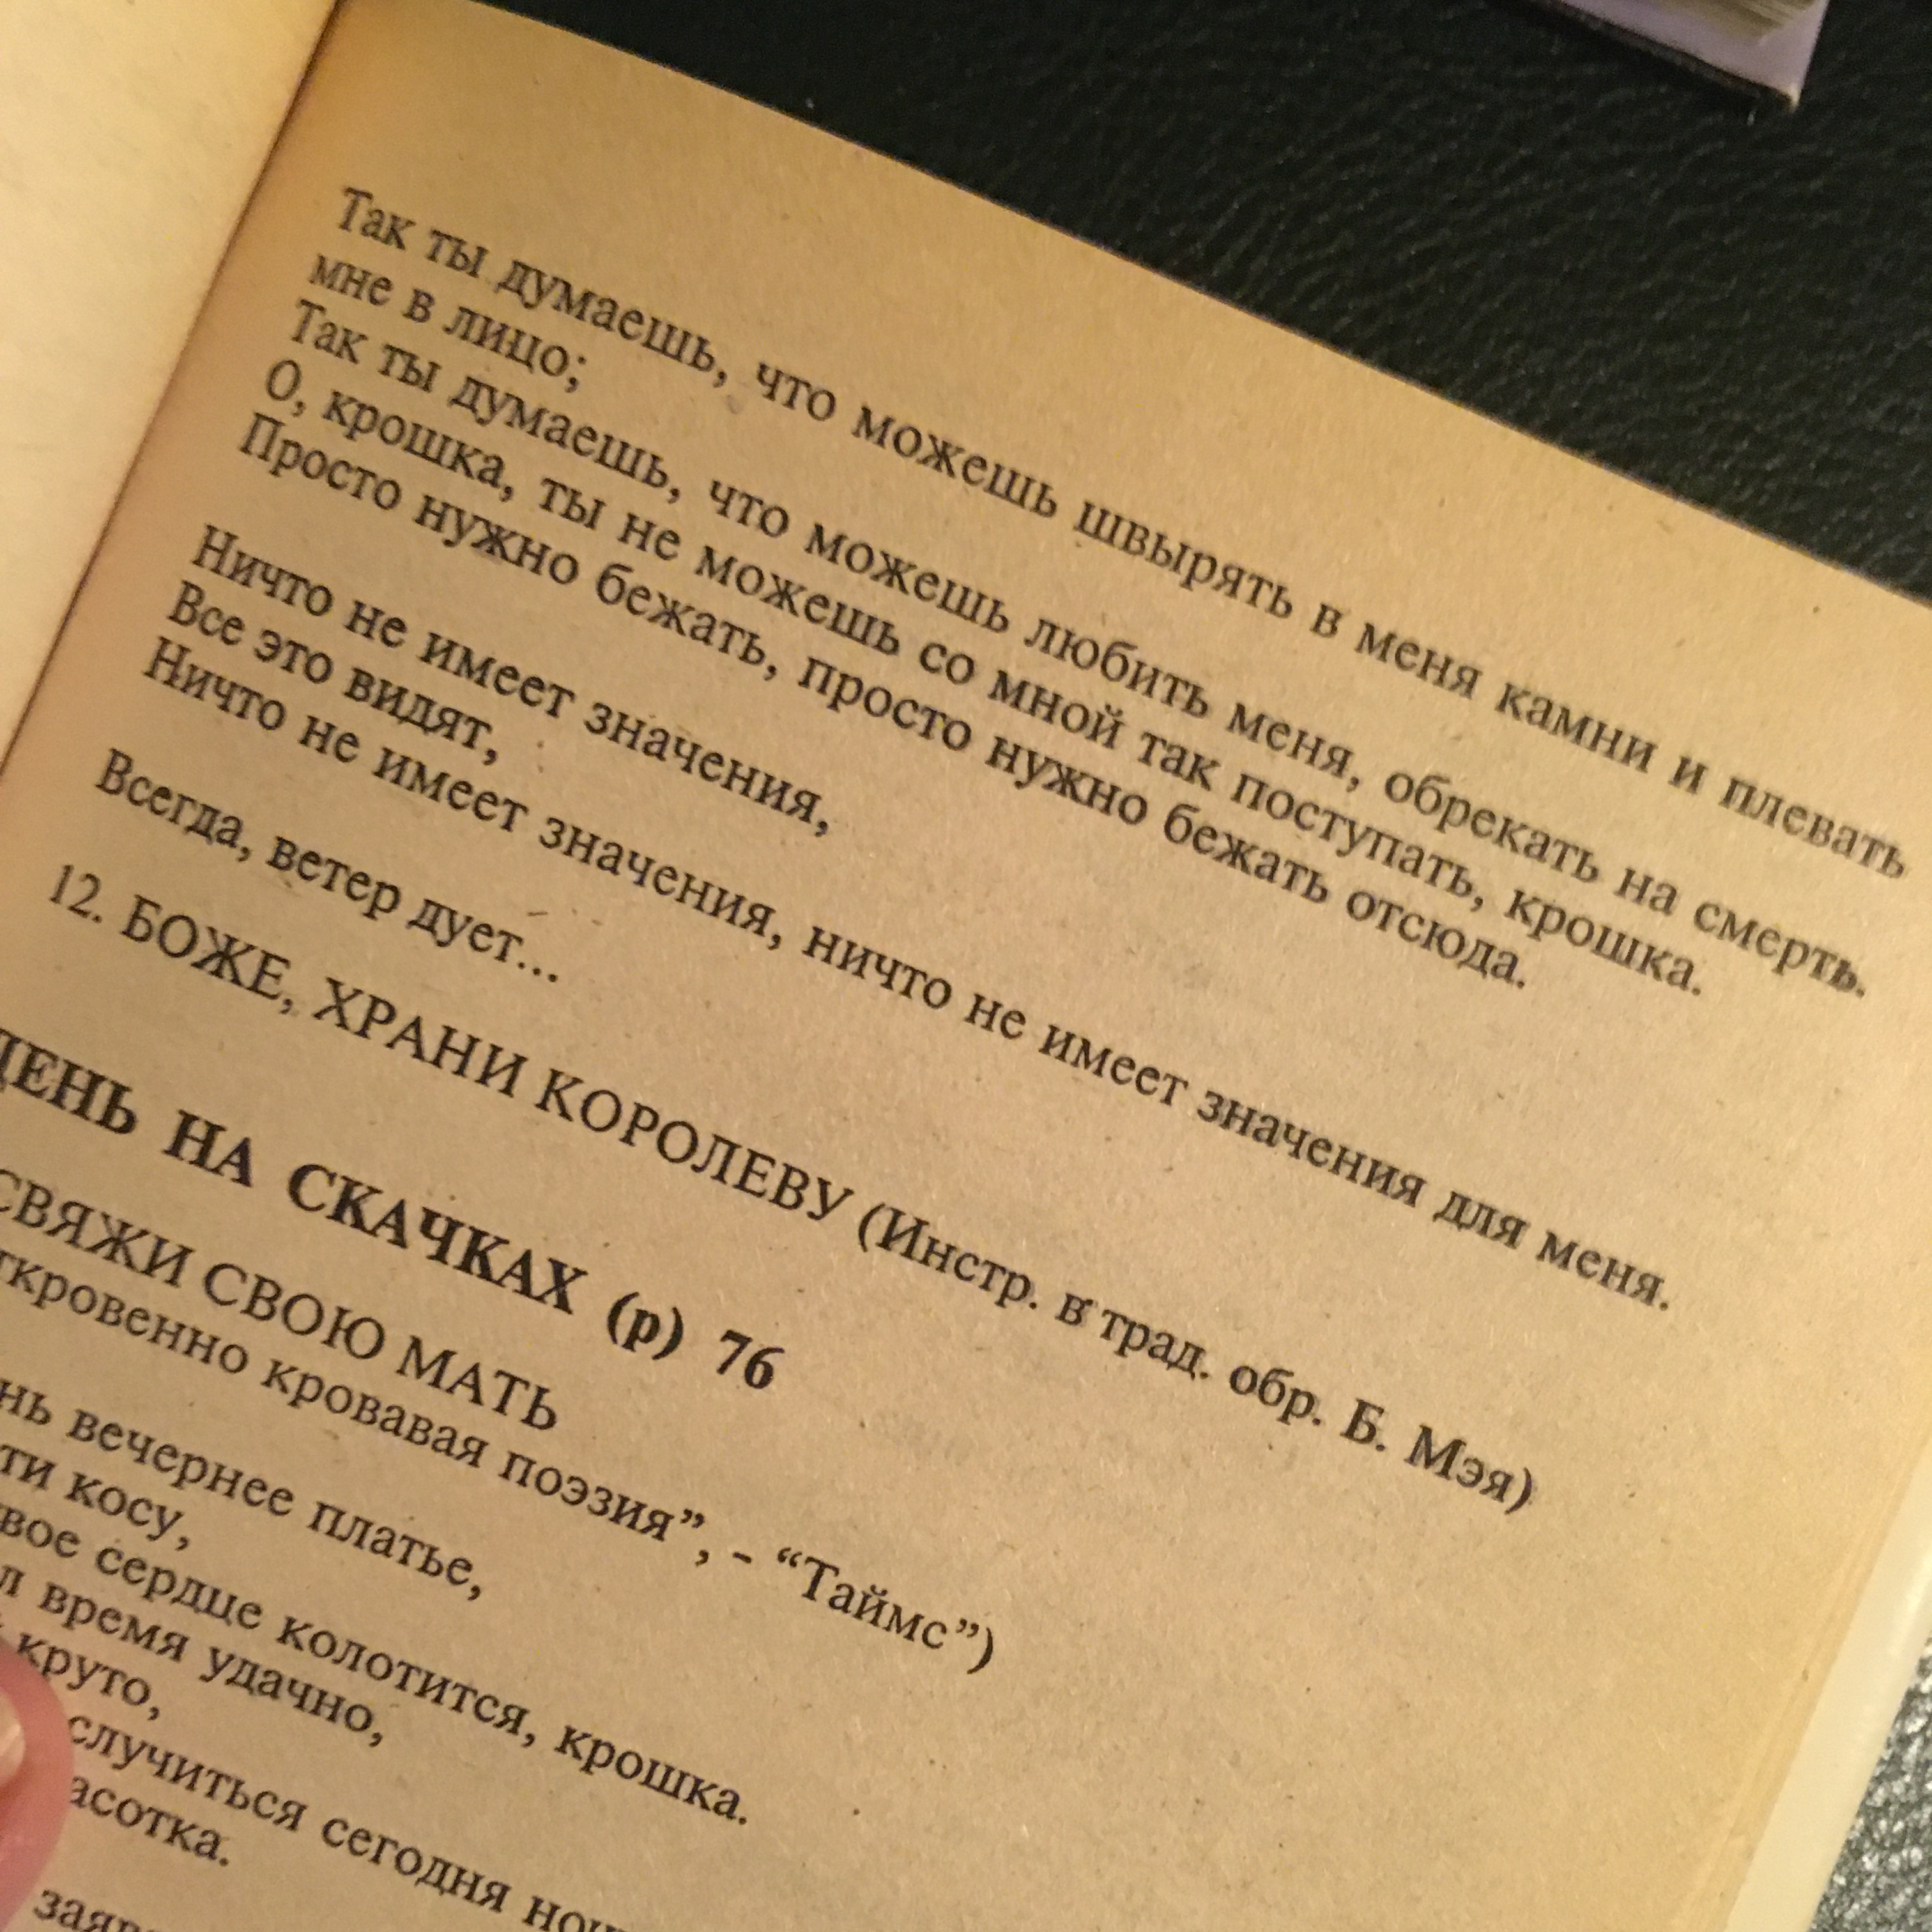 Так ты думаешь, что можешь швырять в меня камни и плевать
мне в лицо;
Так ты думаешь, что можешь любить меня, обрекать на смерть.
О, крошка, ты не можешь со мной так поступать, крошка.
Просто нужно бежать, просто нужно бежать отсюда.
Ничто не имеет значения,
Все это видят,
Ничто не имеет значения, ничто не имеет значения для меня.
Всегда, ветер дует...
12. БОЖЕ, ХРАНИ КОРОЛЕВУ (Инстр. в трад. обр. Б. Мэя)
ДЕНЬ НА СКАЧКАХ (р) 76
СВЯЖИ СВОЮ МАТЬ
ткровенно кровавая поэзия”, - “Таймс”)
нь вечернее платье,
ти косу,
вое сердце колотится, крошка.
л время удачно,
круто,
случиться сегодня
асотка.